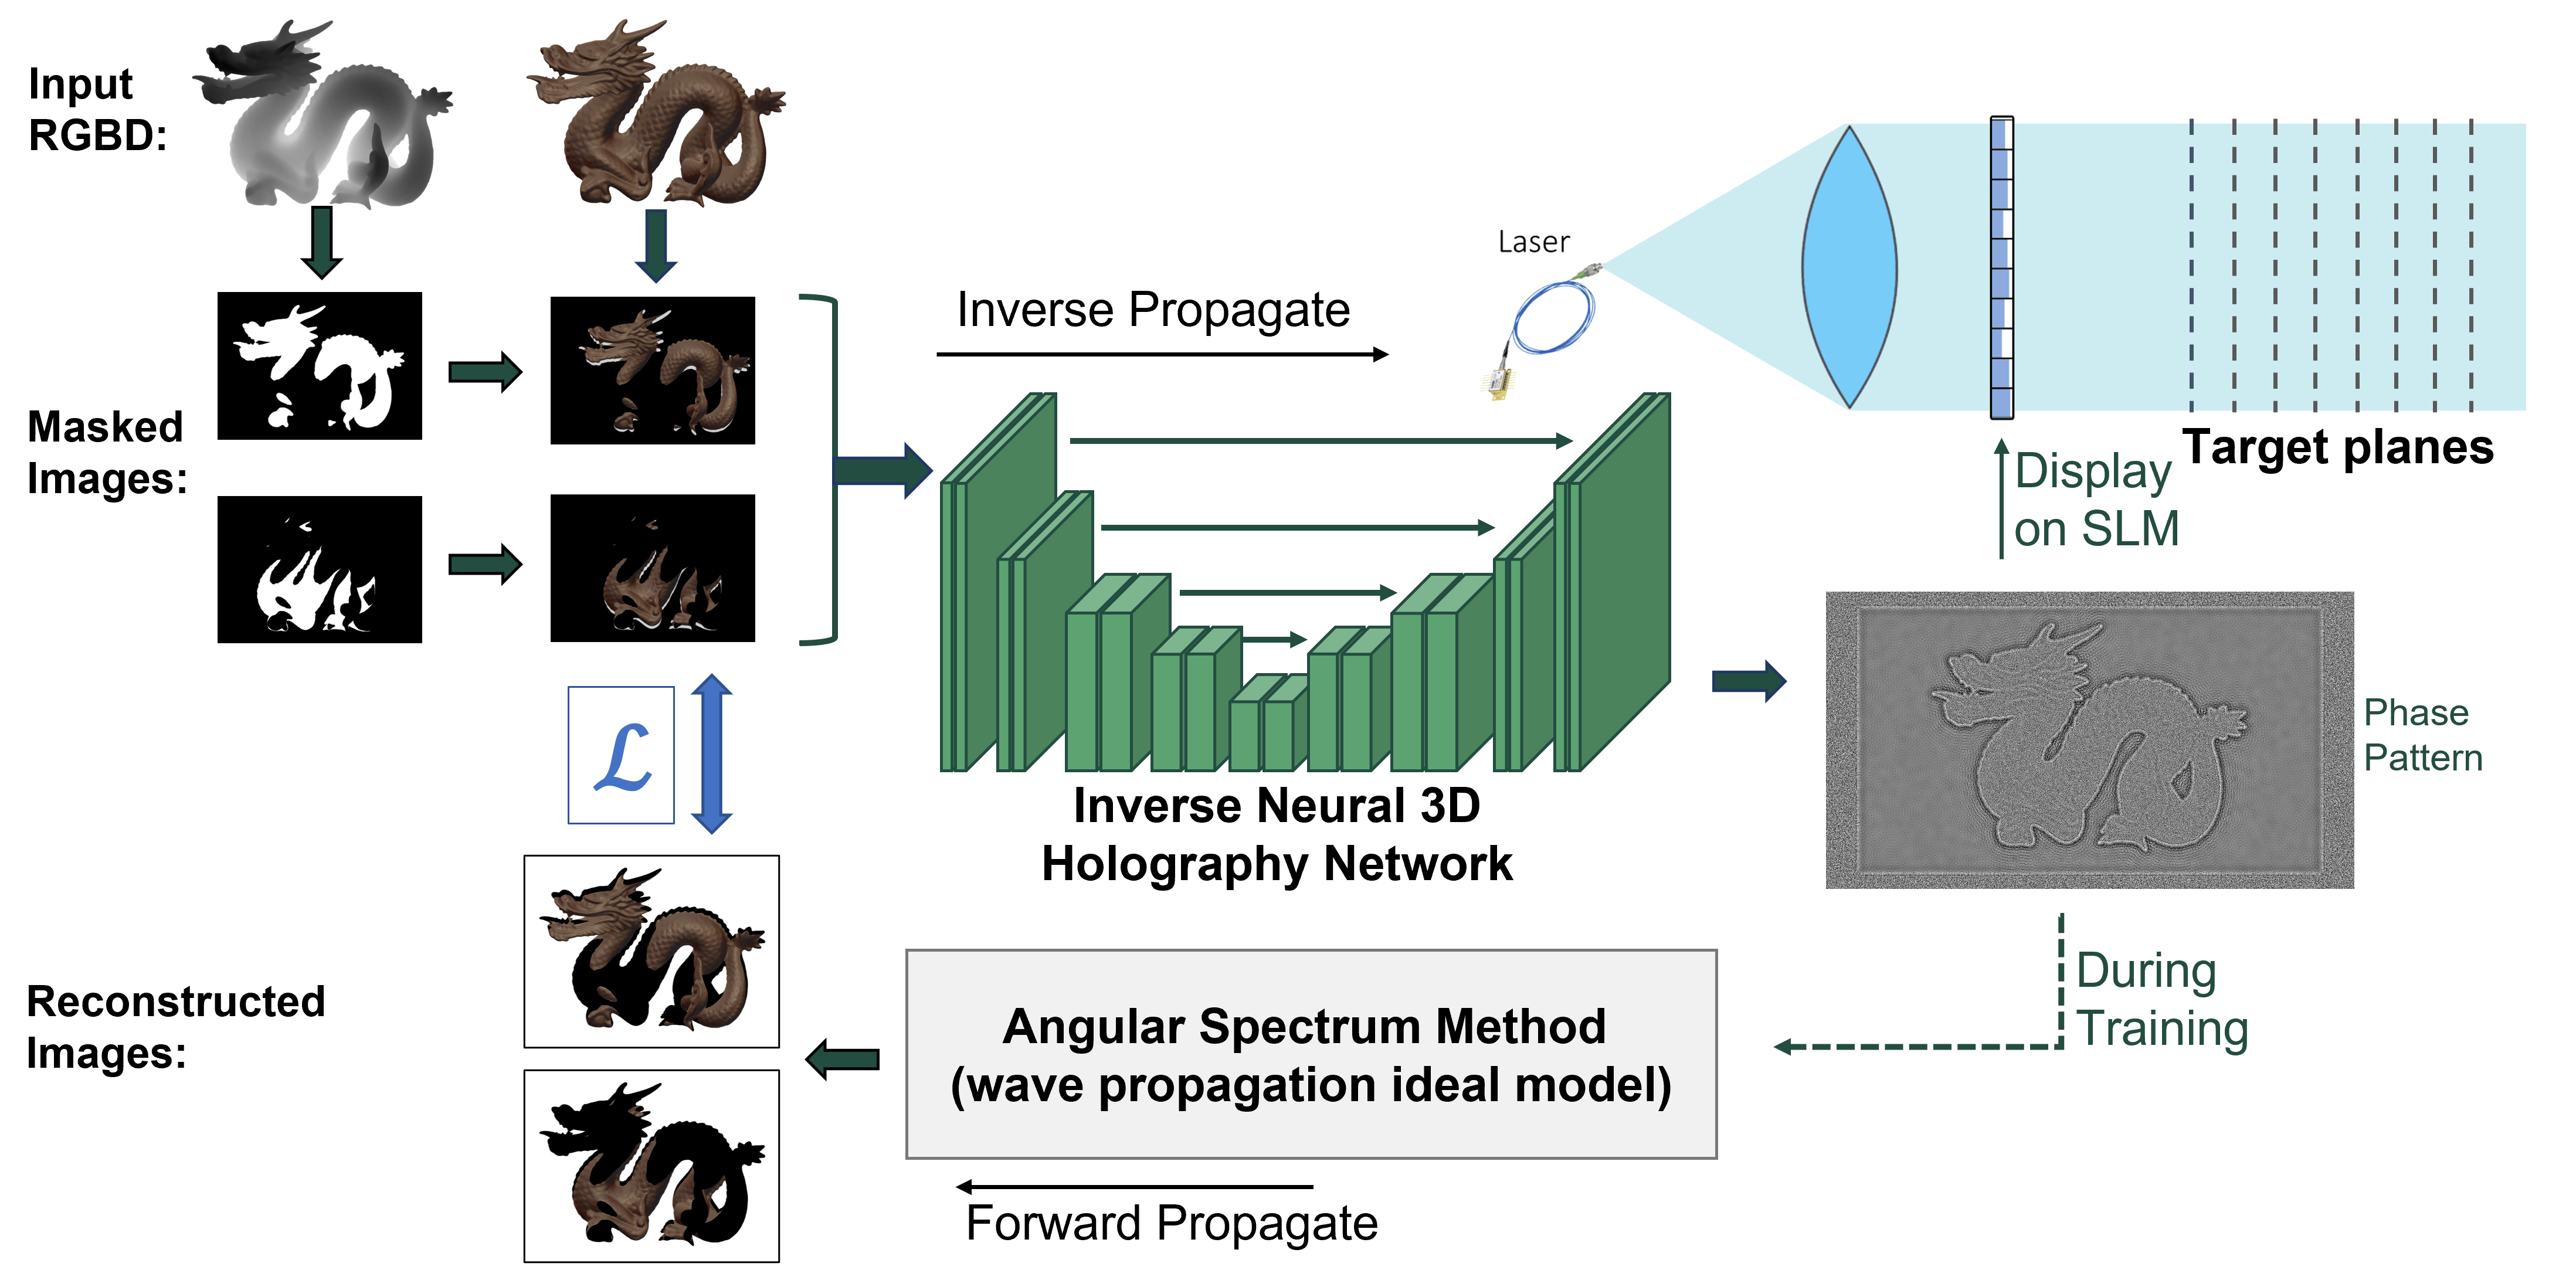 Input
RGBD:
Laser
Inverse Propagate
Masked
Images:
Target planes
Display
on SLM
ℒ
Inverse Neural 3D
Holography Network
Phase
Pattern
Reconstructed
Images:
Angular Spectrum Method
(wave propagation ideal model)
During
Training
Forward Propagate